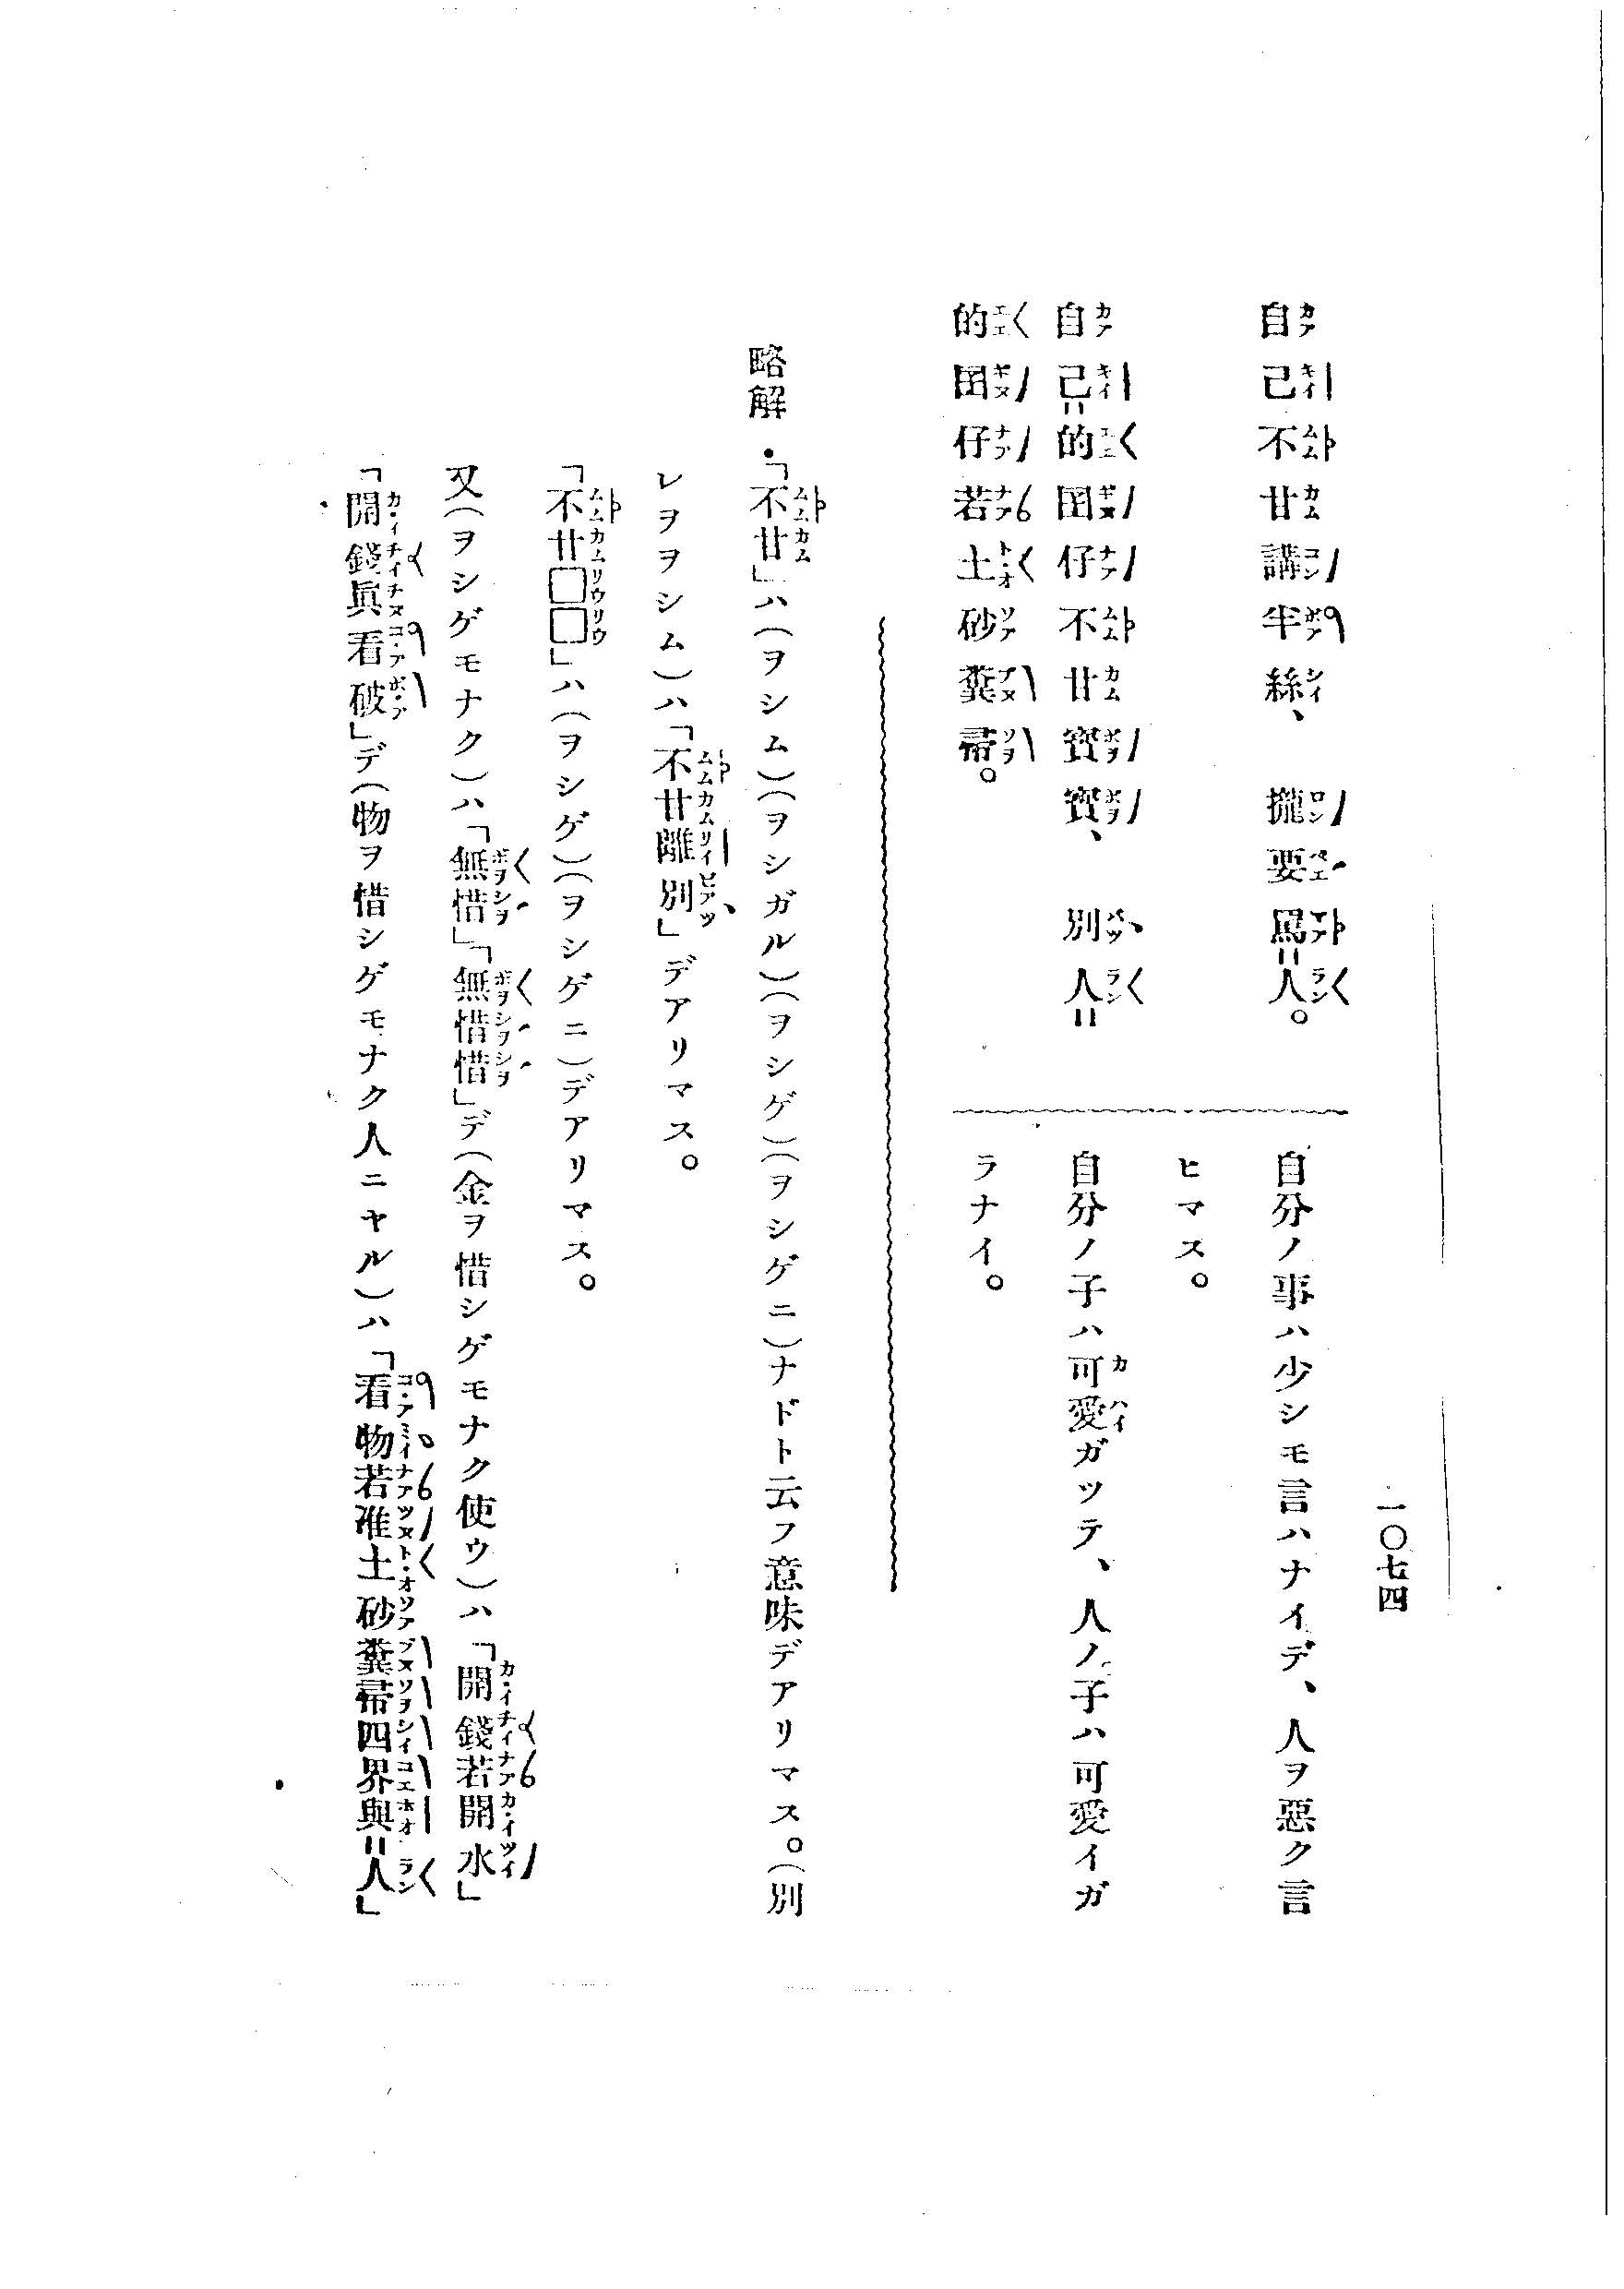 一〇七四
自己不甘講半絲、攏要罵=人。
自分ノ事ハ少シモ言ハナイデ、人ヲ惡ク言
ヒマス。
自己=的囝仔不甘寶寶、別人=
的囝仔若土砂糞帚。
自分ノ子ハ可愛ガッテ、人ノ子ハ可愛イガ
ラナイ。
略解・「不甘」ハ(ヲシム)(ヲシガル)(ヲシゲ)(ヲシゲニ)ナドト云フ意味デアリマス。(別
レヲヲシム)ハ「不甘離別」デアリマス。
「不甘□□」ハ(ヲシゲ)(ヲシゲニ)デアリマス。
又(ヲシゲモナク)ハ「無惜」「無惜惜」デ(金ヲ惜シゲモナク使ウ)ハ「開錢若開水」
「開錢眞看破」デ(物ヲ惜シゲモナク人ニヤル)ハ「看物若准土砂糞帚四界與=人」